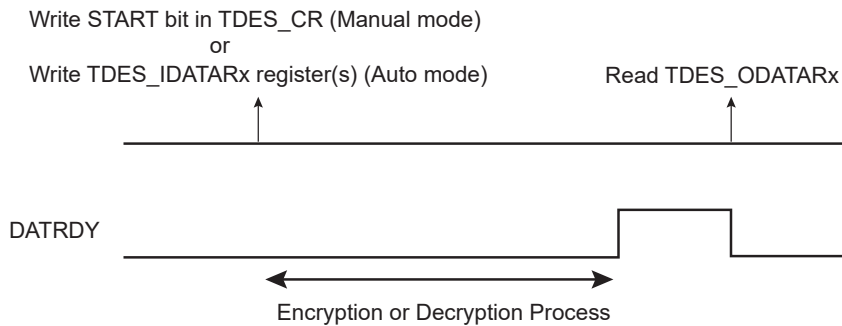 Write START bit in TDES_CR (Manual mode)
or
Write TDES_IDATARx register(s) (Auto mode)
Read TDES_ODATARx
DATRDY
Encryption or Decryption Process